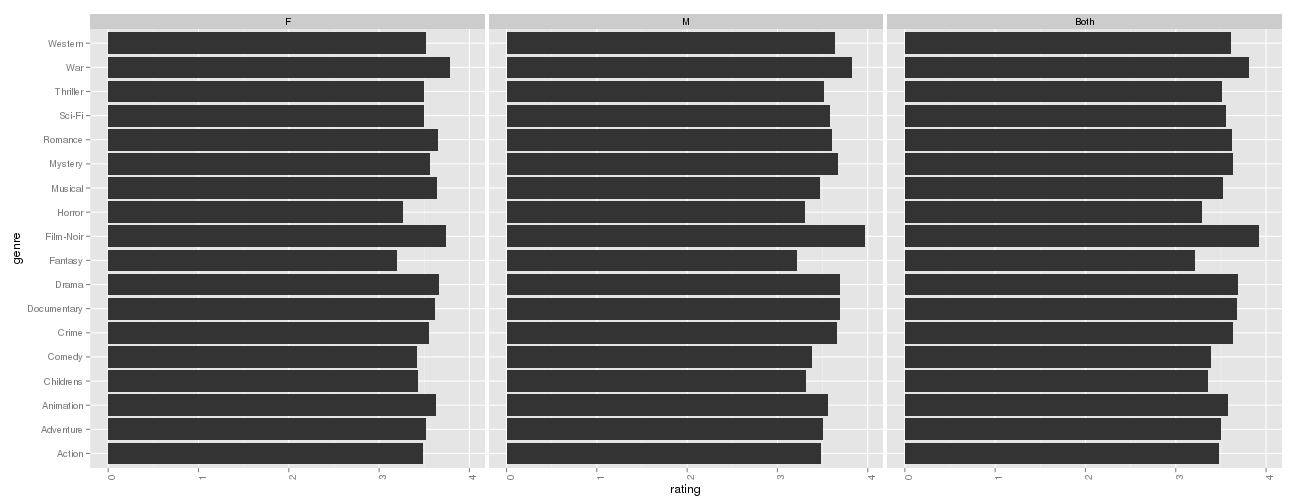 F M Both
Western
War
Thriller
Sci-Fi
Romance
Mystery
Musical
Horror
Film-Noir
Fantasy
Drama
Documentary
Crime
Comedy
Childrens
Animation
Adventure
Action
genre
0 1 2 3 4 0 1 2 3 4 0 1 2 3 4
rating